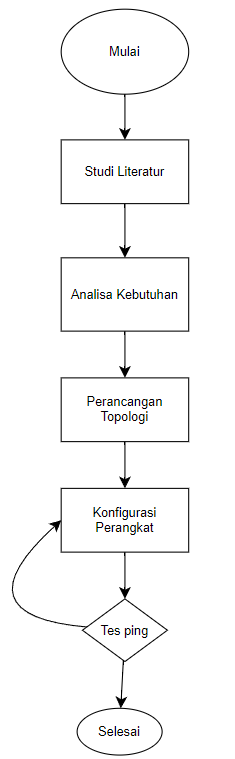 Mulai
Studi Literatur
Analisa Kebutuhan
Perancangan
Topologi
Konfigurasi
Perangkat
Tes ping
Selesai